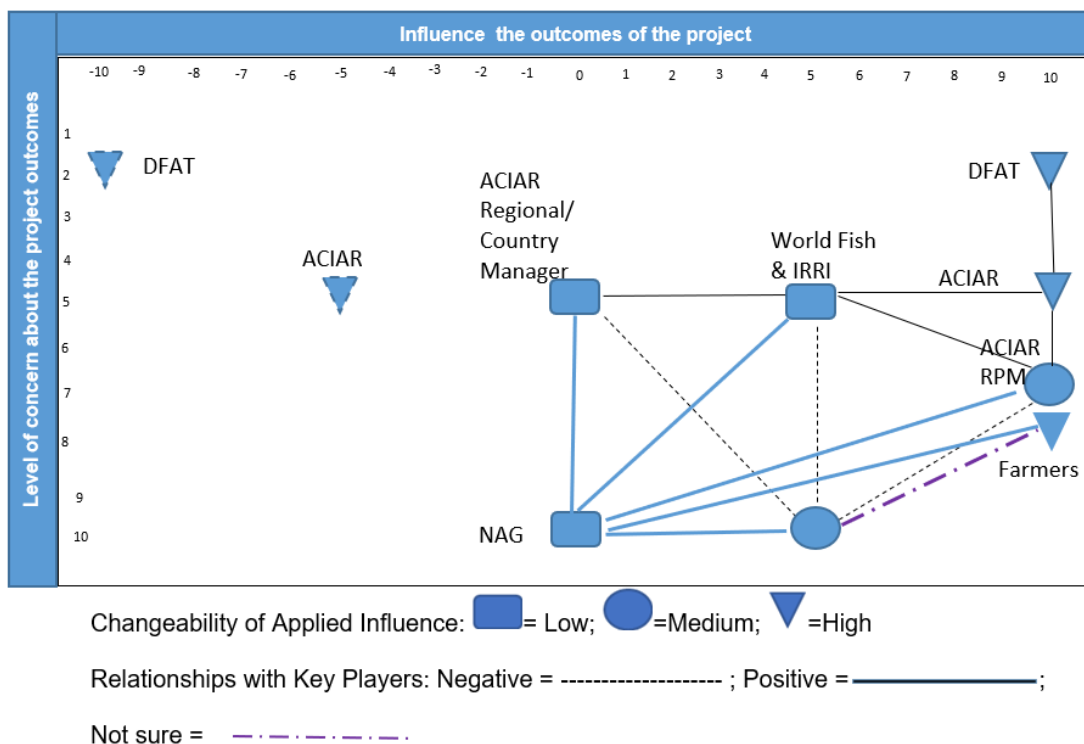 Influence the outcomes of the project
Level of concern about the project outcomes
-10 -9 -8 -7 -6 -5 -4 -3 -2 -1 0 1 2 3 4 5 6 7 8 9 10
1
2
3
4
5
6
7
8
9
10
DFAT
ACIAR
ACIAR
Regional/
Country
Manager
World Fish
& IRRI
DFAT
ACIAR
ACIAR
RPM
Farmers
NAG
Changeability of Applied Influence: = Low; =Medium; =High
Relationships with Key Players: Negative = --------------------- ; Positive = ;
Not sure =